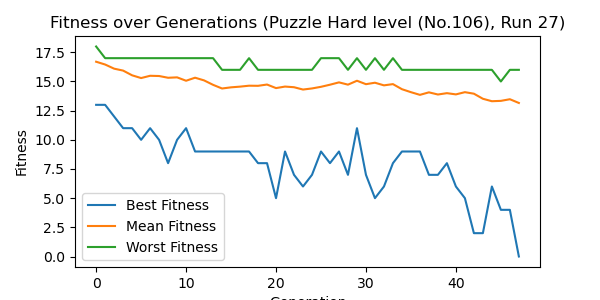 Fitness over Generations (Puzzle Hard level (No.106), Run 27)
Fitness
17.5
15.0
12.5
10.0
7.5
5.0
2.5
0.0
Best Fitness
Mean Fitness
Worst Fitness
0 10 20 30 40
Generation